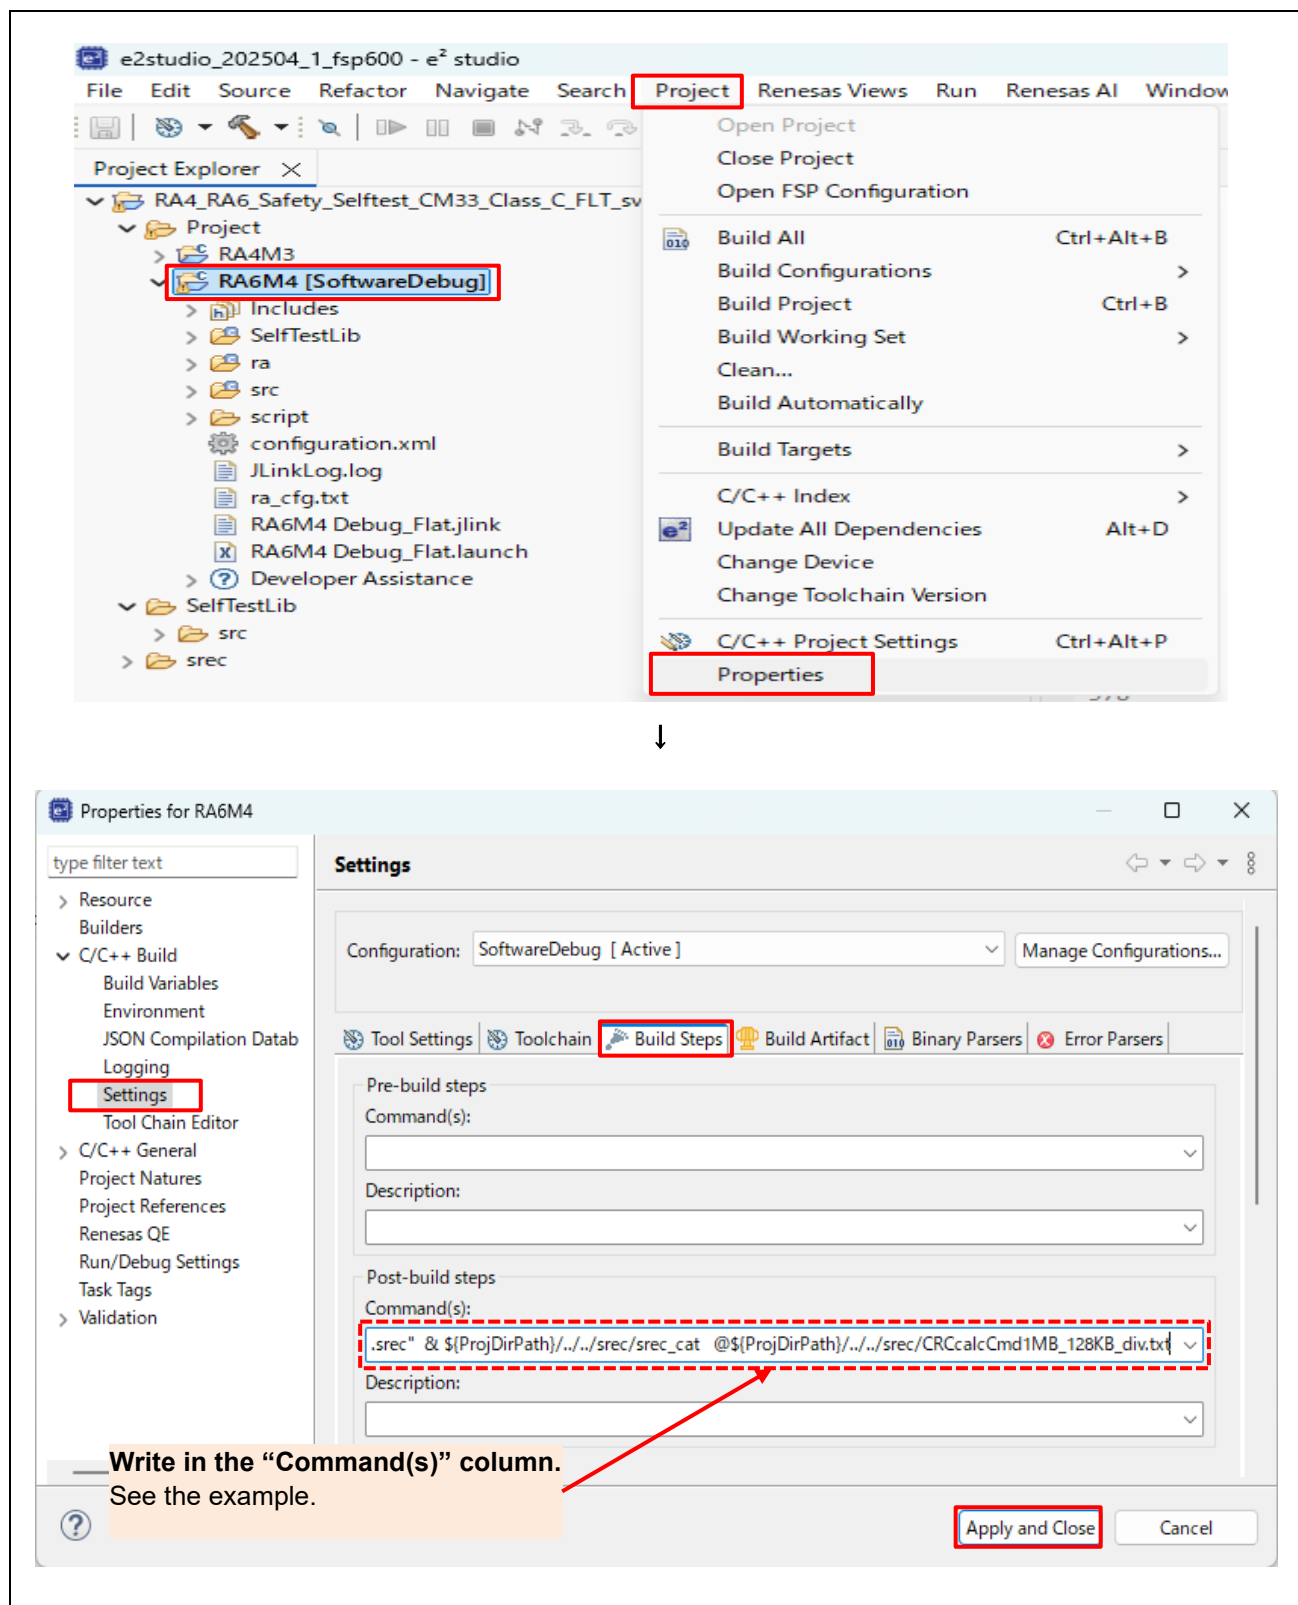 e2studio_202504_1_fsp600 - e² studio
File Edit Source Refactor Navigate Search Project Renesas Views Run Renesas AI Window
Project Explorer
RA4_RA6_Safety_Selftest_CM33_Class_C_FLT_sv
Project
RA4M3
RA6M4 [SoftwareDebug]
Includes
SelfTestLib
ra
src
script
configuration.xml
JLinkLog.log
ra_cfg.txt
RA6M4 Debug_Flat.jlink
RA6M4 Debug_Flat.launch
Developer Assistance
SelfTestLib
src
srec
Open Project
Close Project
Open FSP Configuration
Build All Ctrl+Alt+B
Build Configurations
Build Project Ctrl+B
Build Working Set
Clean...
Build Automatically
Build Targets
C/C++ Index
Update All Dependencies Alt+D
Change Device
Change Toolchain Version
C/C++ Project Settings Ctrl+Alt+P
Properties
↓
Properties for RA6M4
type filter text
Resource
Builders
C/C++ Build
Build Variables
Environment
JSON Compilation Datab
Logging
Settings
Tool Chain Editor
C/C++ General
Project Natures
Project References
Renesas QE
Run/Debug Settings
Task Tags
Validation
Settings
Configuration: SoftwareDebug [ Active ] Manage Configurations...
Tool Settings Toolchain Build Steps Build Artifact Binary Parsers Error Parsers
Pre-build steps
Command(s):
Description:
Post-build steps
Command(s):
.srec" & ${ProjDirPath}/../../srec/srec_cat @${ProjDirPath}/../../srec/CRCcalcCmd1MB_128KB_div.txt
Description:
Write in the “Command(s)” column.
See the example.
Apply and Close Cancel